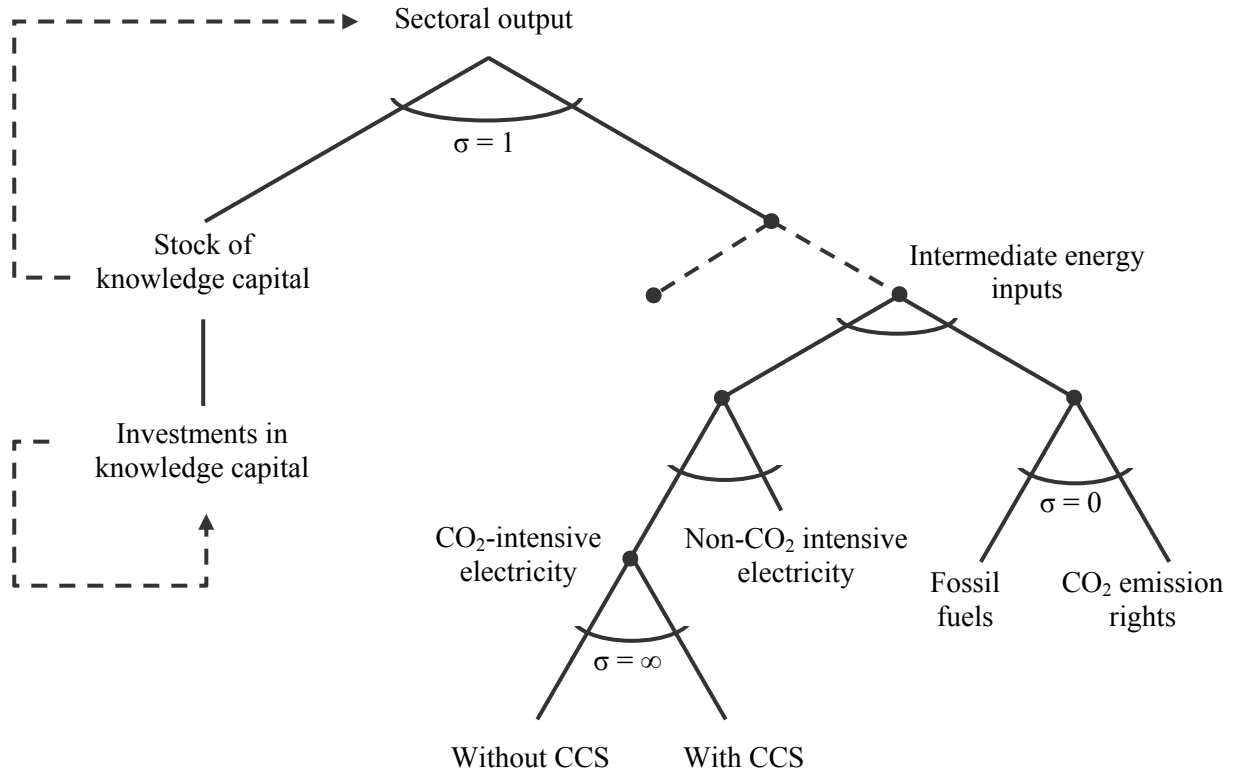 Sectoral output
σ = 1
Stock of
knowledge capital
Intermediate energy
inputs
Investments in
knowledge capital
CO₂-intensive
electricity
Non-CO₂ intensive
electricity
σ = 0
Fossil
fuels
CO₂ emission
rights
σ = ∞
Without CCS
With CCS